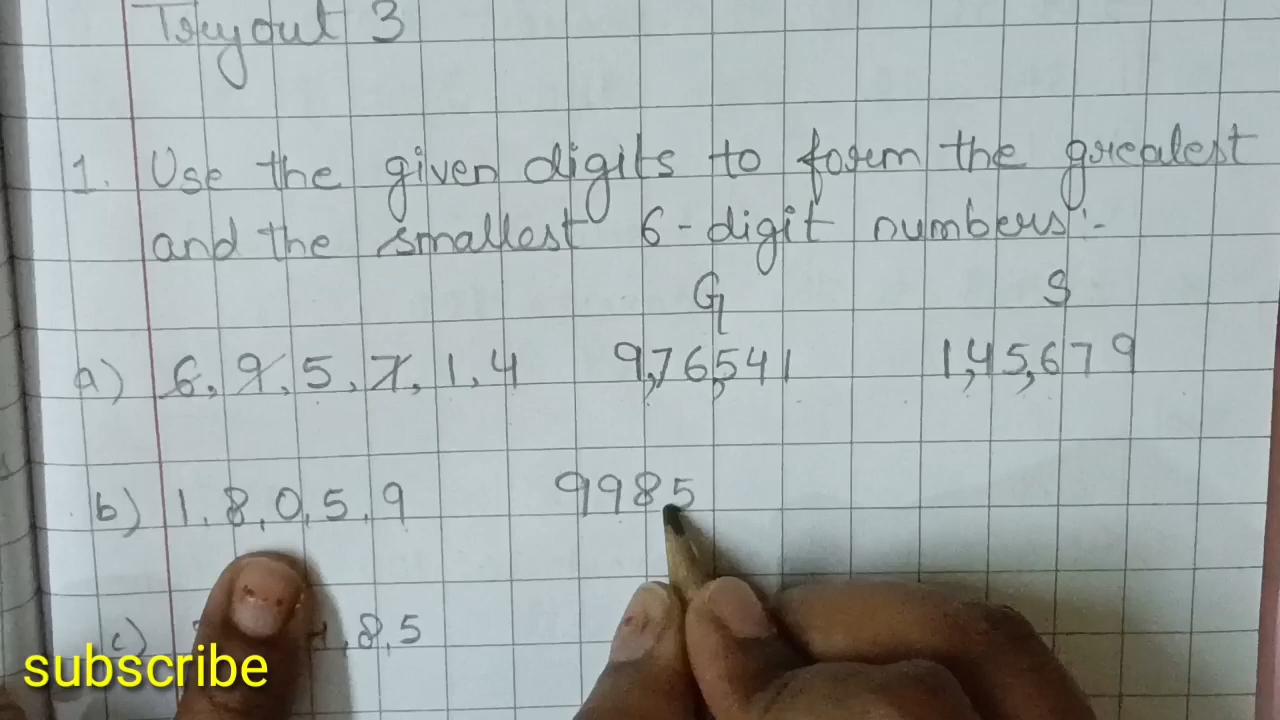 Tryout 3
1. Use the given digits to form the greatest
and the smallest 6-digit numbers:-
G S
a) 6, 9, 5, 7, 1, 4 9,76,541 1,45,679
b) 1, 8, 0, 5, 9 9985
c) , 8, 5
subscribe